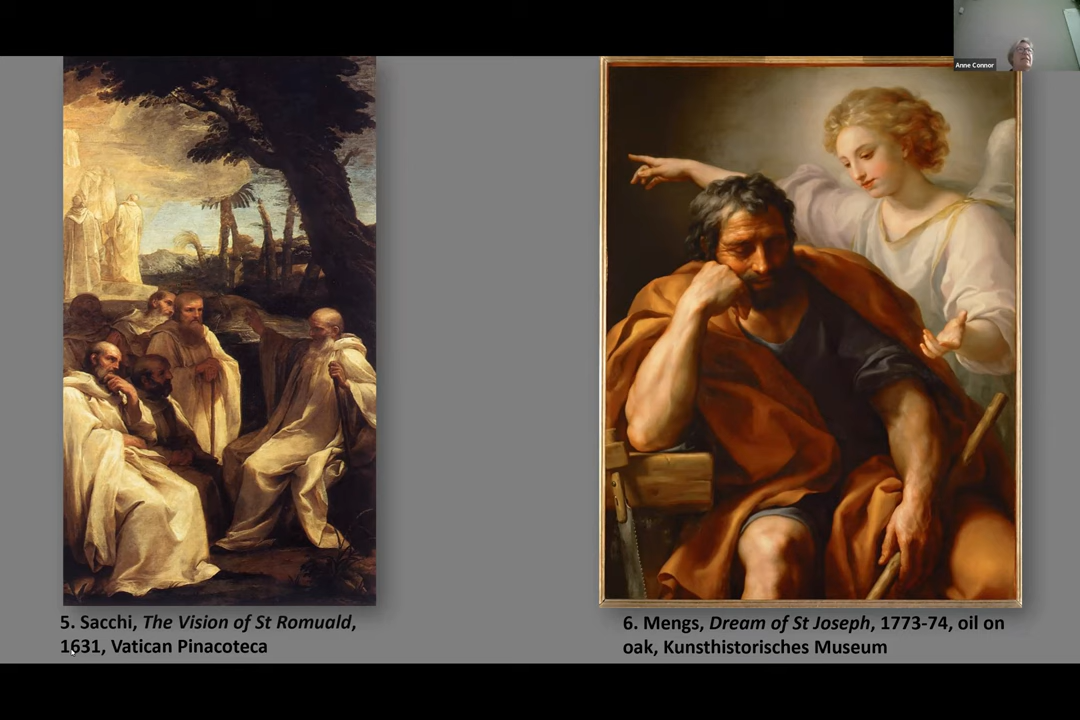 Anne Connor
5. Sacchi, The Vision of St Romuald,
1631, Vatican Pinacoteca
6. Mengs, Dream of St Joseph, 1773-74, oil on
oak, Kunsthistorisches Museum